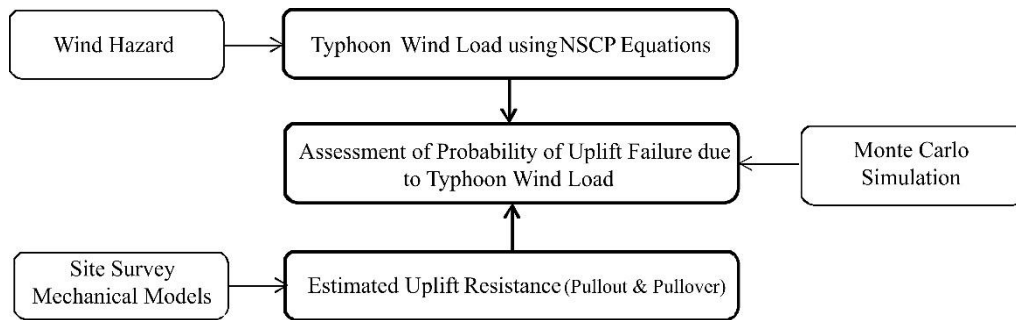 Wind Hazard
Typhoon Wind Load using NSCP Equations
Assessment of Probability of Uplift Failure due
to Typhoon Wind Load
Monte Carlo
Simulation
Site Survey
Mechanical Models
Estimated Uplift Resistance (Pullout & Pullover)